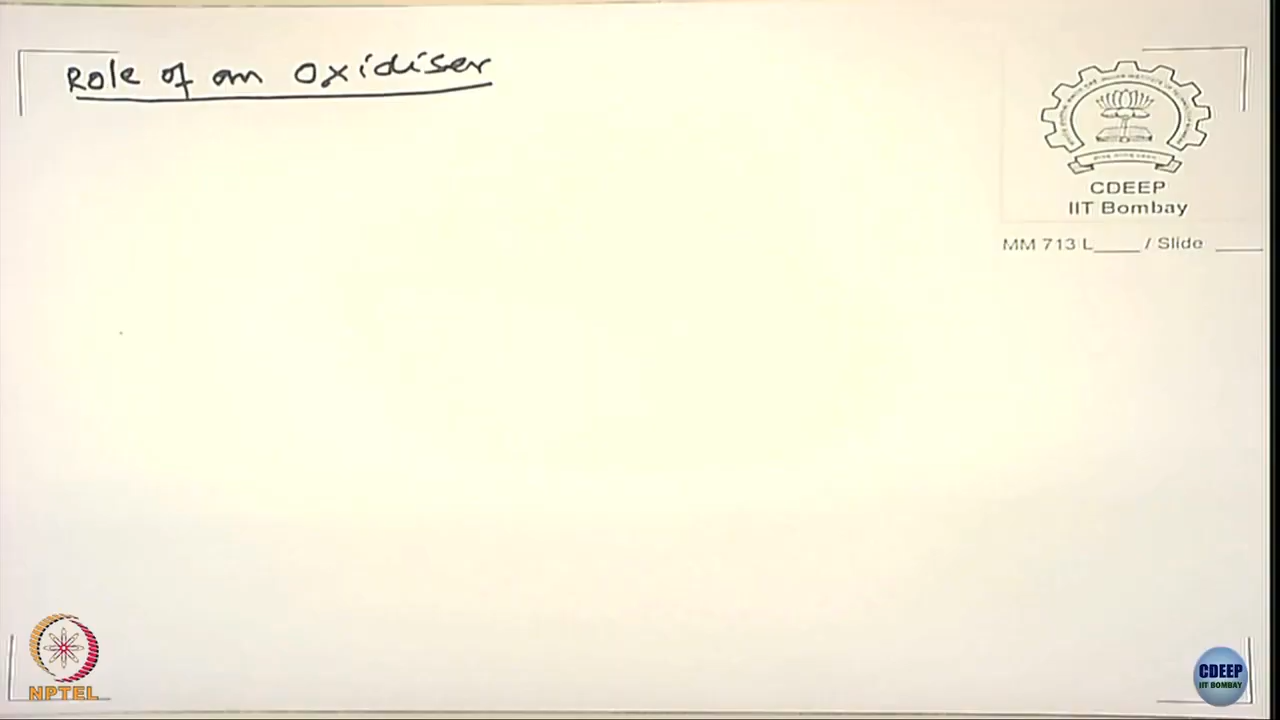 Role of an Oxidiser
CDEEP
IIT Bombay
MM 713 L____ / Slide ____
NPTEL
CDEEP
IIT BOMBAY